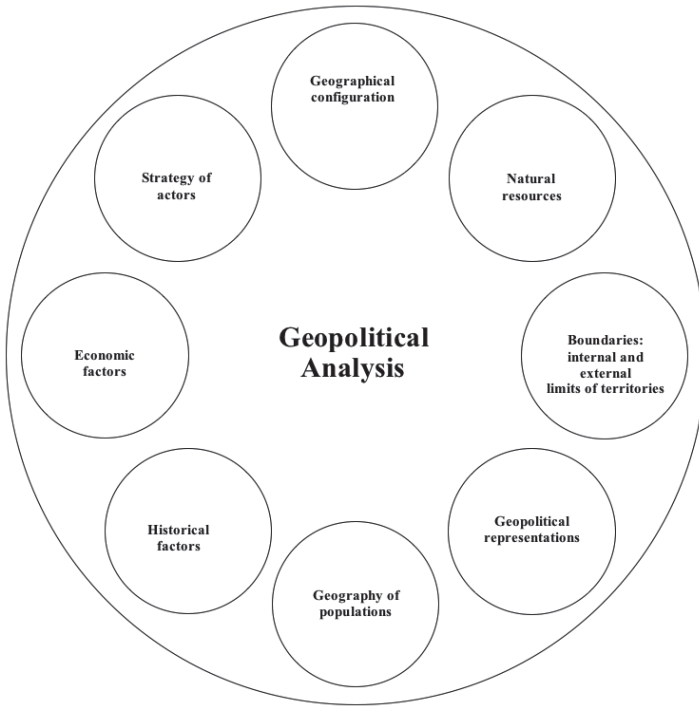 Geographical
configuration
Strategy of
actors
Natural
resources
Geopolitical
Analysis
Economic
factors
Boundaries:
internal and
external
limits of territories
Historical
factors
Geopolitical
representations
Geography of
populations